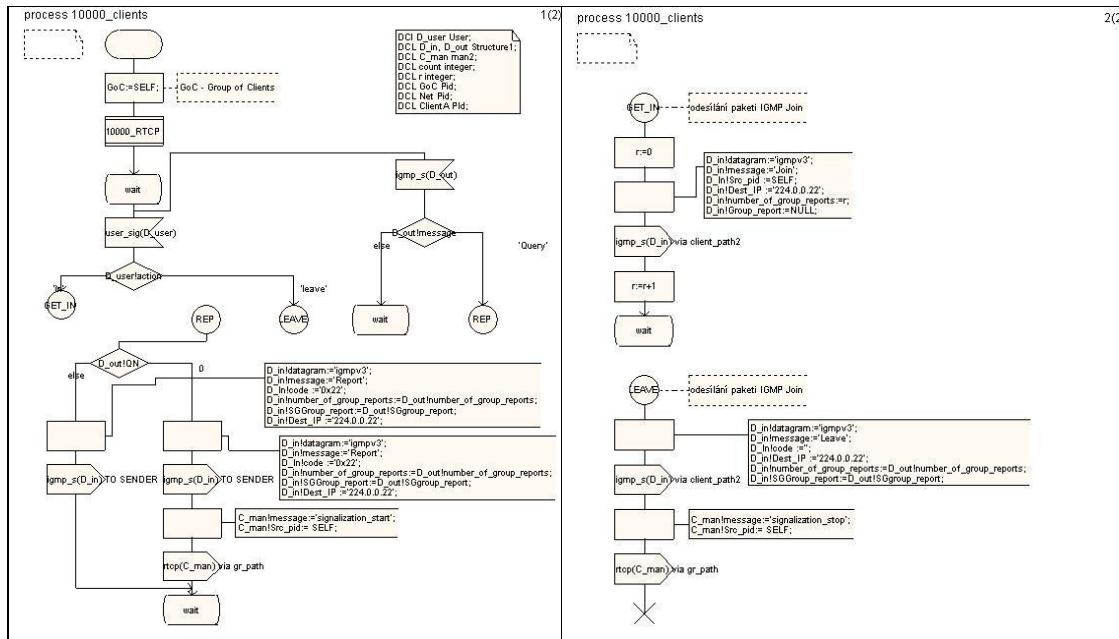 process 10000_clients
1(2)
DCl D_user User;
DCL D_in, D_out Structure1;
DCL C_man man2;
DCL count integer;
DCL r integer;
DCL GoC Pid;
DCL Net Pid;
DCL ClientA PId;
GoC:=SELF;
GoC - Group of Clients
10000_RTCP
wait
igmp_s(D_out)
user_sig(D_user)
D_out!message
else
'Query'
D_user!action
'leave'
GET_IN
LEAVE
wait
REP
REP
D_out!QN
else
0
D_in!datagram:='igmpv3';
D_in!message:='Report';
D_In!code :='0x22';
D_in!number_of_group_reports:=D_out!number_of_group_reports;
D_in!SGGroup_report:=D_out!SGgroup_report;
D_in!Dest_IP :='224.0.0.22';
D_in!datagram:='igmpv3';
D_in!message:='Report';
D_In!code :='0x22';
D_in!number_of_group_reports:=D_out!number_of_group_reports;
D_in!SGGroup_report:=D_out!SGgroup_report;
D_in!Dest_IP :='224.0.0.22';
igmp_s(D_in) TO SENDER
igmp_s(D_in) TO SENDER
C_man!message:='signalization_start';
C_man!Src_pid:= SELF;
rtcp(C_man) via gr_path
wait
process 10000_clients
2(2
GET_IN
odesílání paketi IGMP Join
r:=0
D_in!datagram:='igmpv3';
D_in!message:='Join';
D_In!Src_pid :=SELF;
D_in!Dest_IP :='224.0.0.22';
D_in!number_of_group_reports:=r;
D_in!Group_report:=NULL;
igmp_s(D_in) via client_path2
r:=r+1
wait
LEAVE
odesílání paketi IGMP Join
D_in!datagram:='igmpv3';
D_in!message:='Leave';
D_In!code :='';
D_in!Dest_IP :='224.0.0.22';
D_in!number_of_group_reports:=D_out!number_of_group_reports;
D_in!SGGroup_report:=D_out!SGgroup_report;
igmp_s(D_in) via client_path2
C_man!message:='signalization_stop';
C_man!Src_pid:= SELF;
rtcp(C_man) via gr_path